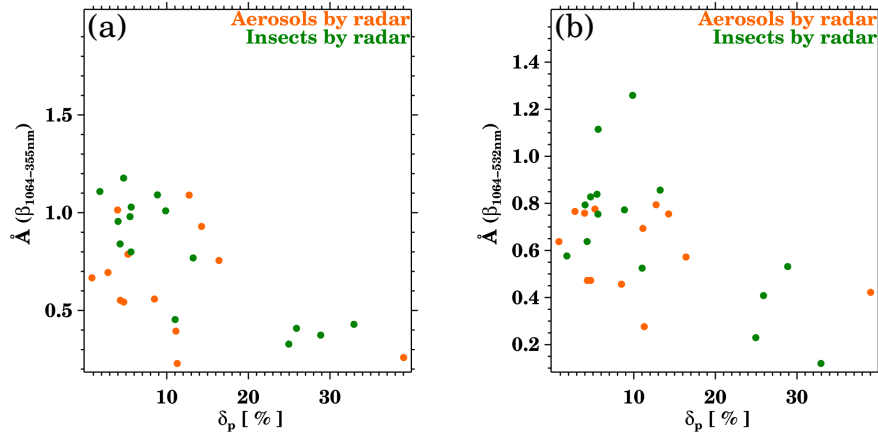 (a)
Aerosols by radar
Insects by radar
1.5
1.0
0.5
Å (β1064−355nm)
10 20 30
δp [ % ]
(b)
Aerosols by radar
Insects by radar
1.4
1.2
1.0
0.8
0.6
0.4
0.2
Å (β1064−532nm)
10 20 30
δp [ % ]